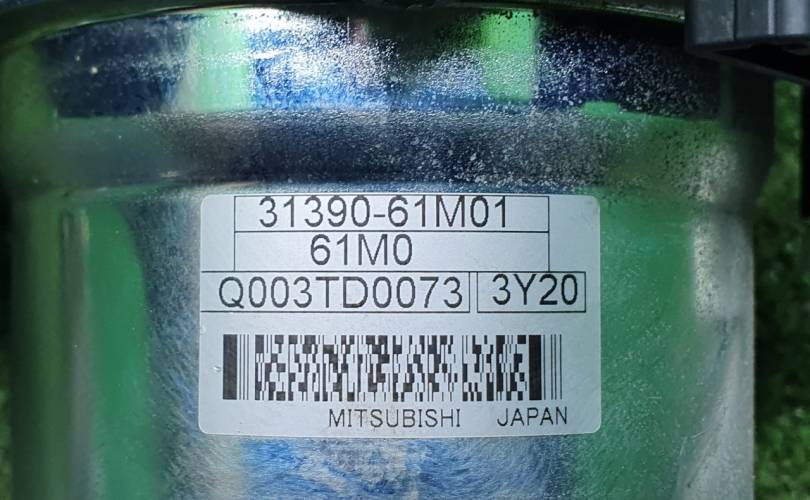 31390-61M01
61M0
Q003TD0073 3Y20
MITSUBISHI JAPAN